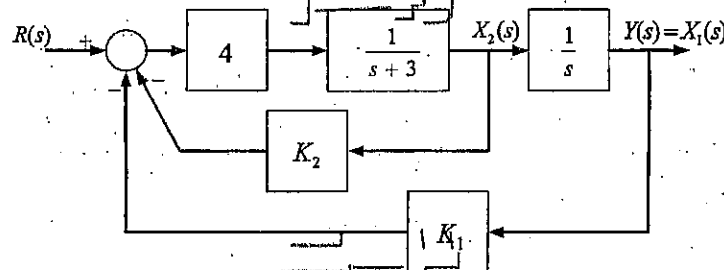 R(s) + − − 4 1/(s + 3) X₂(s) 1/s Y(s) = X₁(s)
K₂
K₁